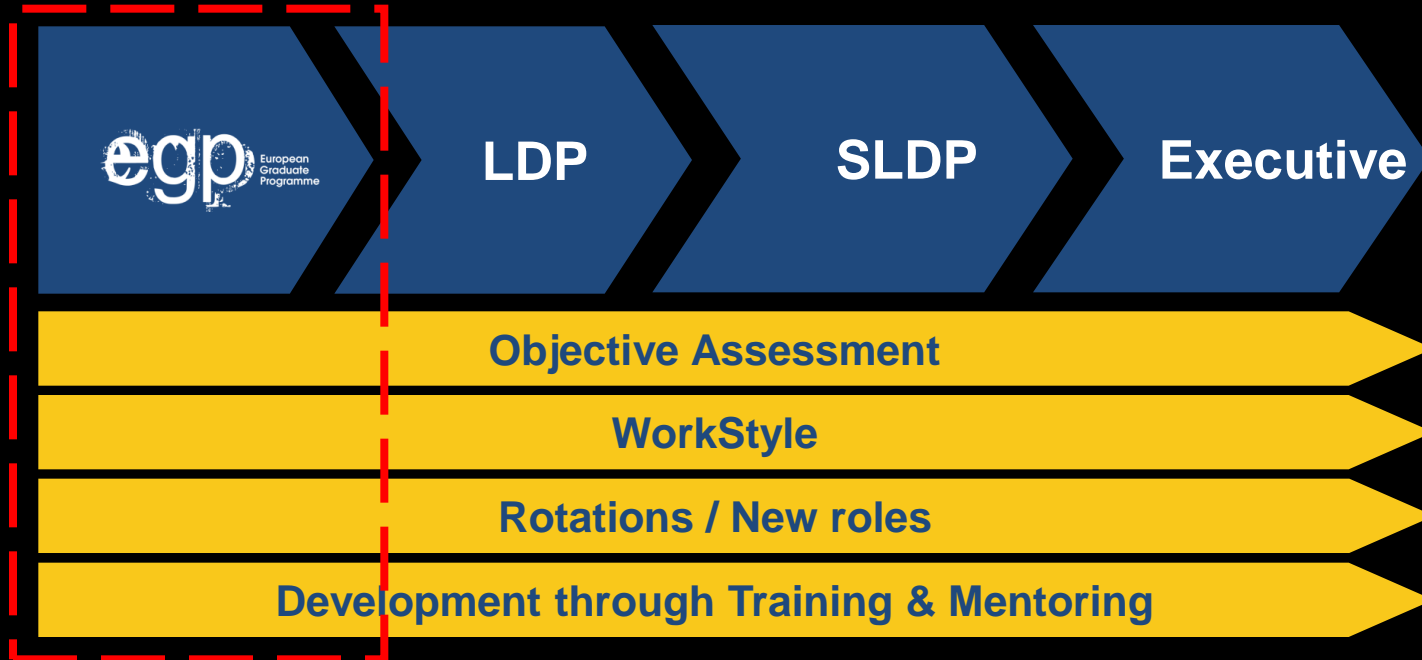 egp
European
Graduate
Programme
LDP
SLDP
Executive
Objective Assessment
WorkStyle
Rotations / New roles
Development through Training & Mentoring